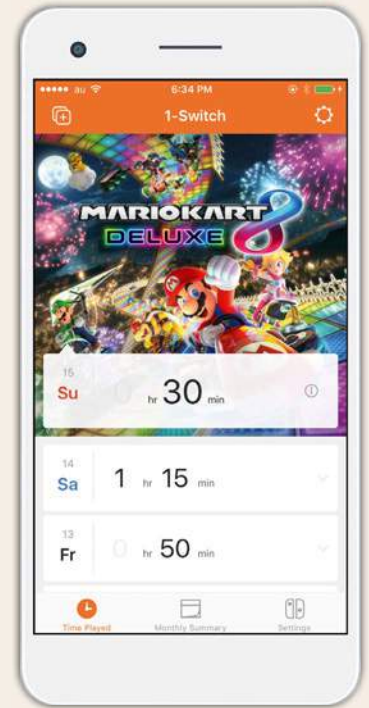 au 6:34 PM
1-Switch
MARIOKART 8
DELUXE
15
Su 0 hr 30 min
14
Sa 1 hr 15 min
13
Fr 0 hr 50 min
Time Played Monthly Summary Settings